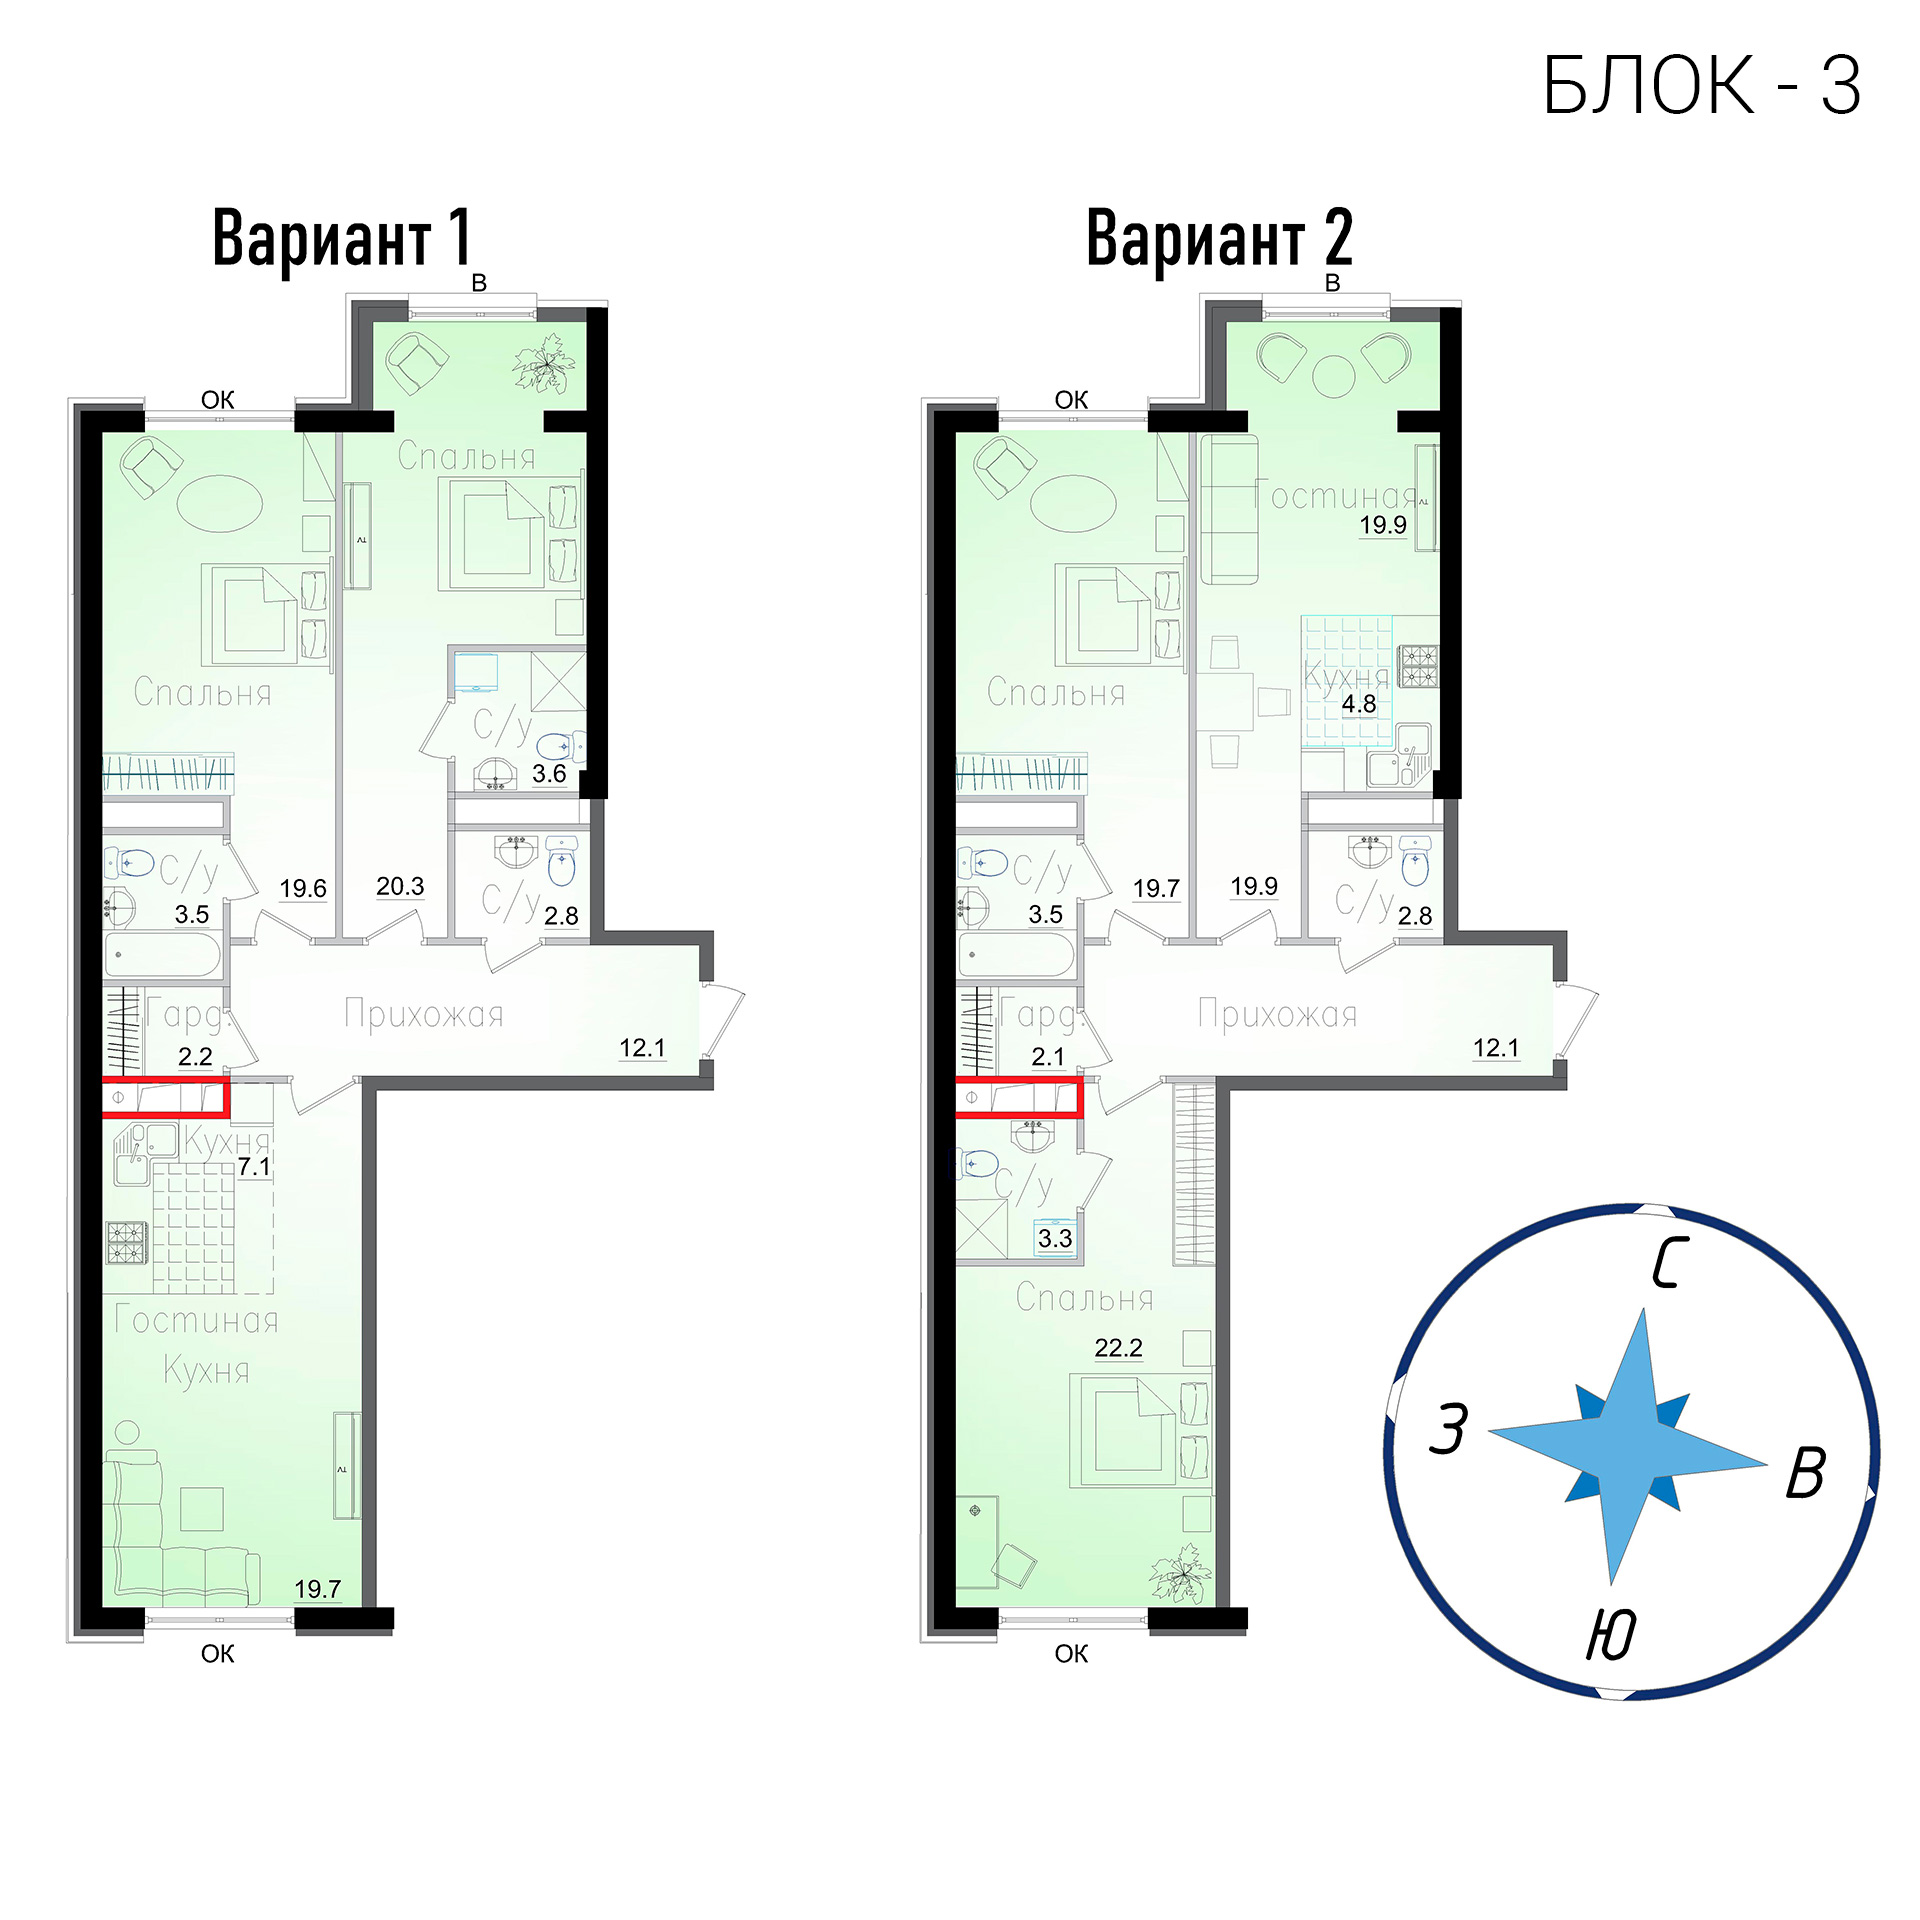 БЛОК - 3
Вариант 1
В
ОК
Спальня
TV
Спальня
С/у
3.6
С/у
3.5
19.6
20.3
С/у
2.8
Гард.
2.2
Прихожая
12.1
Кухня
7.1
Гостиная
Кухня
TV
19.7
ОК
Вариант 2
В
ОК
Гостиная
19.9
TV
Спальня
Кухня
4.8
С/у
3.5
19.7
19.9
С/у
2.8
Гард.
2.1
Прихожая
12.1
С/у
3.3
Спальня
22.2
ОК
С
З
В
Ю